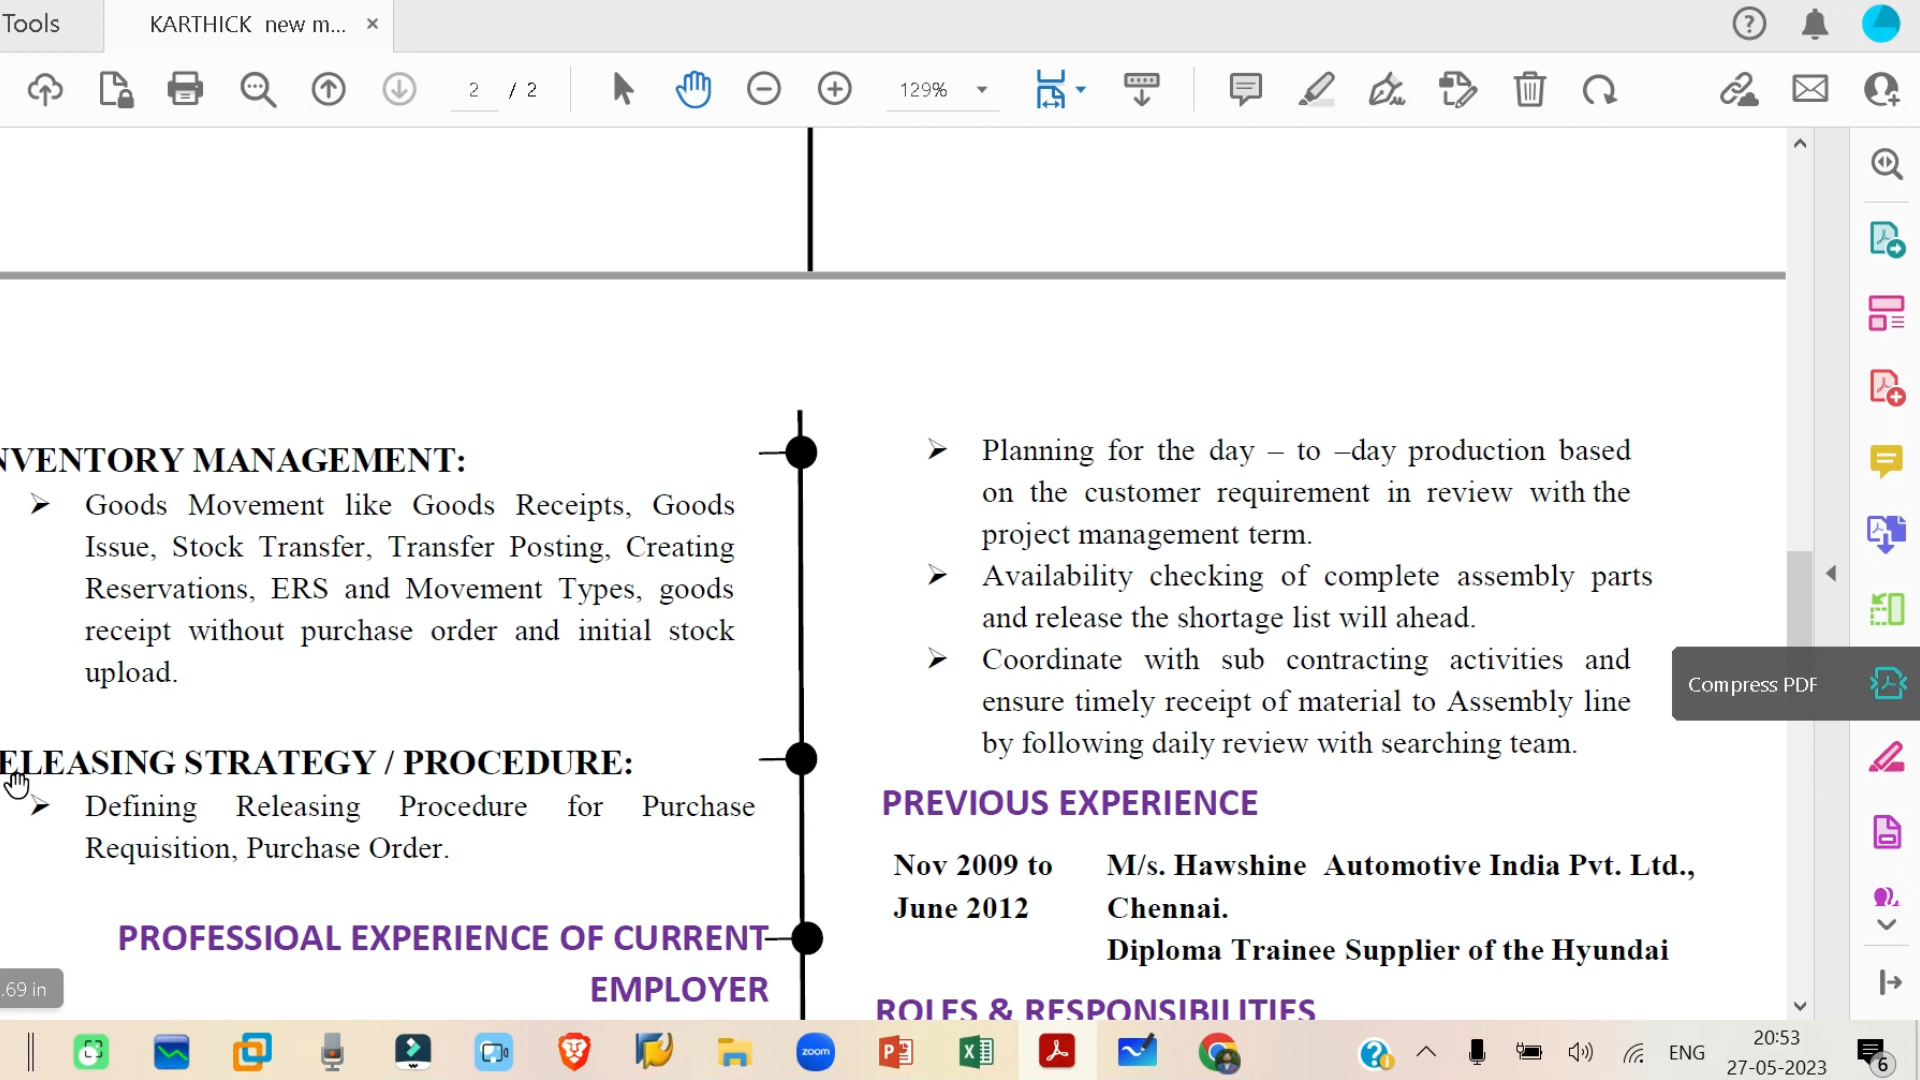 Tools
KARTHICK new m...
2 / 2
129%
NVENTORY MANAGEMENT:
Goods Movement like Goods Receipts, Goods
Issue, Stock Transfer, Transfer Posting, Creating
Reservations, ERS and Movement Types, goods
receipt without purchase order and initial stock
upload.
ELEASING STRATEGY / PROCEDURE:
Defining Releasing Procedure for Purchase
Requisition, Purchase Order.
PROFESSIOAL EXPERIENCE OF CURRENT
EMPLOYER
.69 in
Planning for the day – to –day production based
on the customer requirement in review with the
project management term.
Availability checking of complete assembly parts
and release the shortage list will ahead.
Coordinate with sub contracting activities and
ensure timely receipt of material to Assembly line
by following daily review with searching team.
PREVIOUS EXPERIENCE
Nov 2009 to
June 2012
M/s. Hawshine Automotive India Pvt. Ltd.,
Chennai.
Diploma Trainee Supplier of the Hyundai
ROLES & RESPONSIBILITIES
Compress PDF
zoom
ENG
20:53
27-05-2023
6